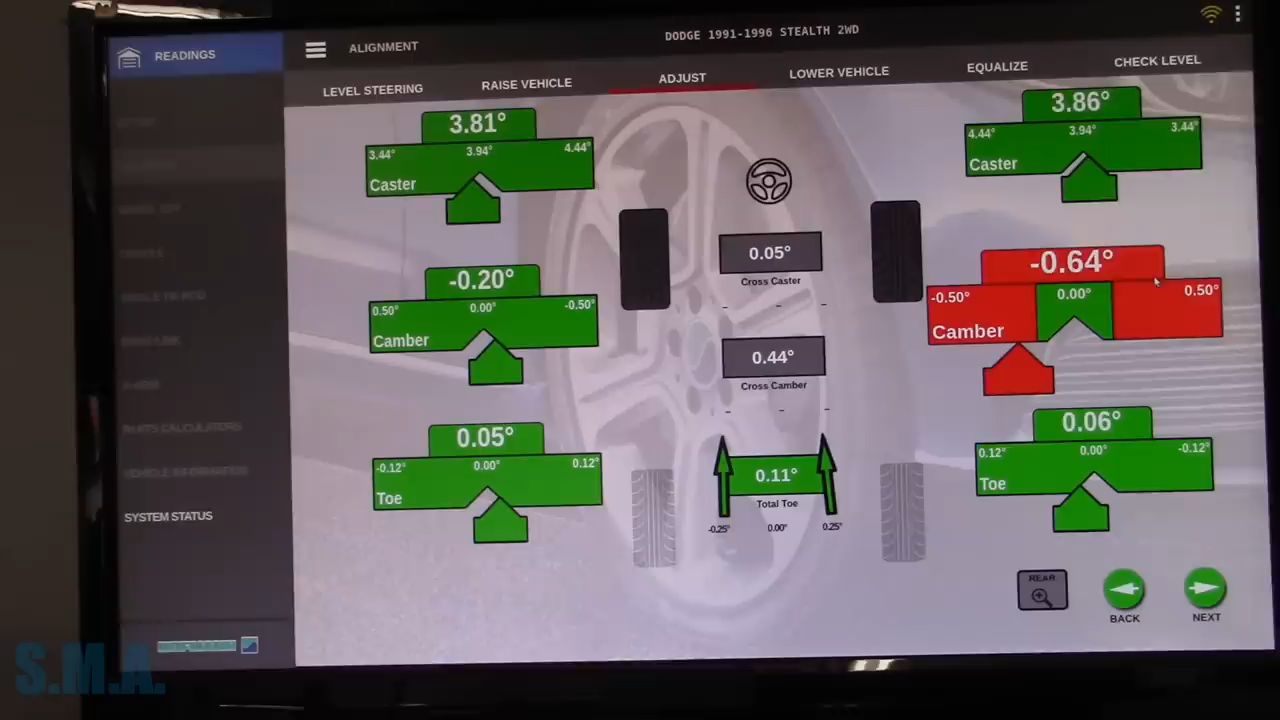 DODGE 1991-1996 STEALTH 2WD
READINGS
ALIGNMENT
LEVEL STEERING
RAISE VEHICLE
ADJUST
LOWER VEHICLE
EQUALIZE
CHECK LEVEL
3.81°
3.44° 3.94° 4.44°
Caster
3.86°
4.44° 3.94° 3.44°
Caster
0.05°
Cross Caster
-0.20°
0.50° 0.00° -0.50°
Camber
-0.64°
-0.50° 0.00° 0.50°
Camber
0.44°
Cross Camber
0.05°
-0.12° 0.00° 0.12°
Toe
0.06°
0.12° 0.00° -0.12°
Toe
0.11°
Total Toe
-0.25° 0.00° 0.25°
PARTS CALCULATORS
VEHICLE INFORMATION
SYSTEM STATUS
REAR
BACK
NEXT
S.M.A.